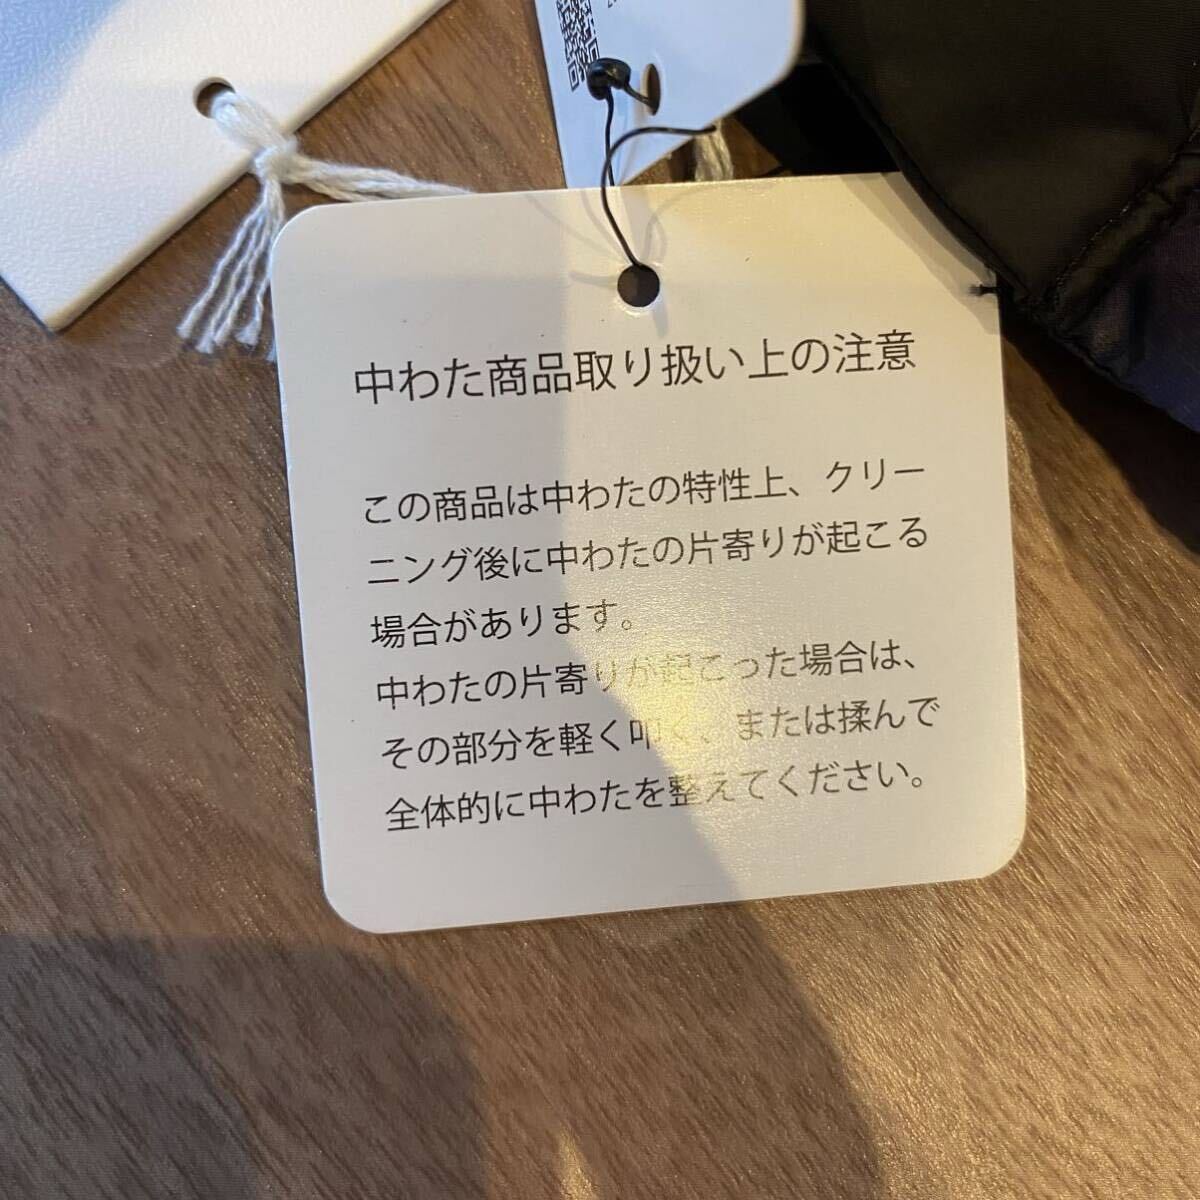 中わた商品取り扱い上の注意
この商品は中わたの特性上、クリー
ニング後に中わたの片寄りが起こる
場合があります。
中わたの片寄りが起こった場合は、
その部分を軽く叩く、または揉んで
全体的に中わたを整えてください。